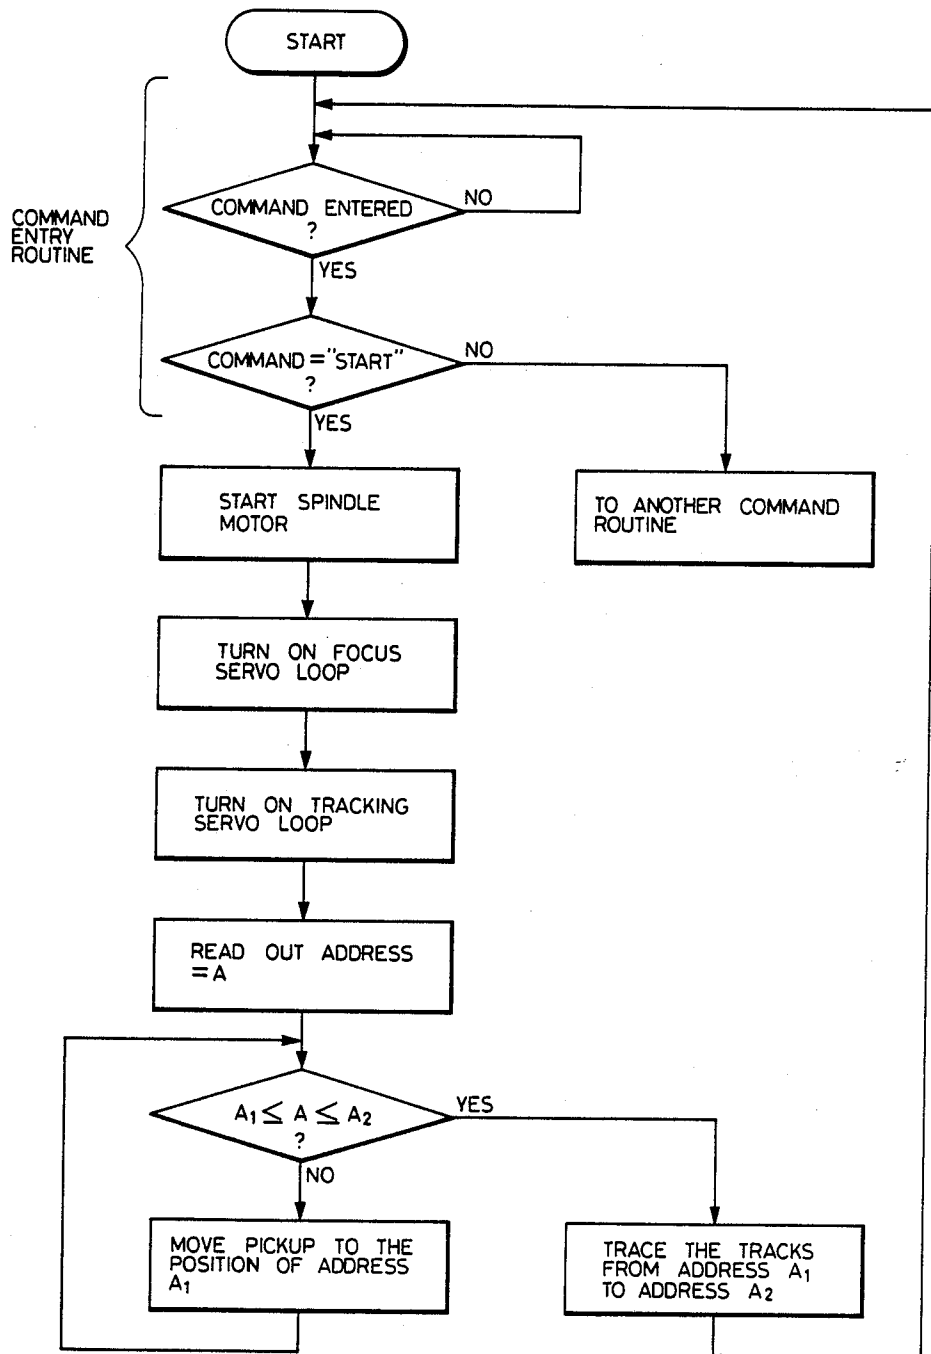 START
COMMAND
ENTRY
ROUTINE
COMMAND ENTERED
?
NO
YES
COMMAND = "START"
?
NO
YES
START SPINDLE
MOTOR
TO ANOTHER COMMAND
ROUTINE
TURN ON FOCUS
SERVO LOOP
TURN ON TRACKING
SERVO LOOP
READ OUT ADDRESS
= A
A₁ ≤ A ≤ A₂
?
YES
NO
MOVE PICKUP TO THE
POSITION OF ADDRESS
A₁
TRACE THE TRACKS
FROM ADDRESS A₁
TO ADDRESS A₂